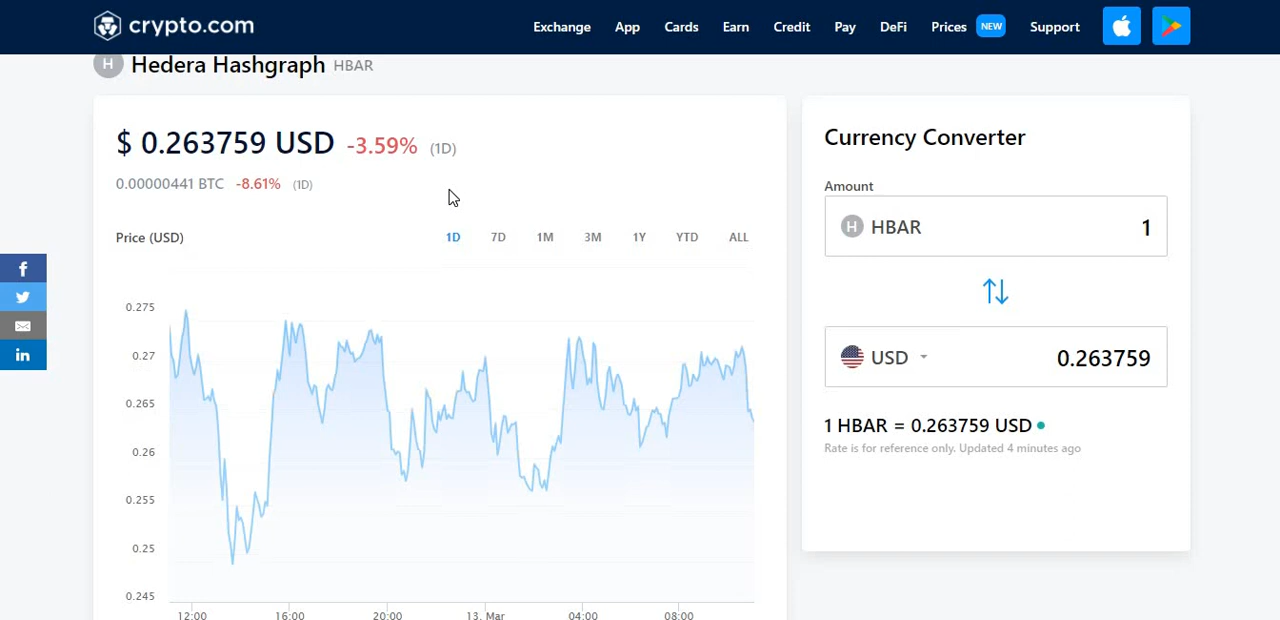 crypto.com
Exchange App Cards Earn Credit Pay DeFi Prices NEW Support
H Hedera Hashgraph HBAR
$ 0.263759 USD -3.59% (1D)
0.00000441 BTC -8.61% (1D)
Price (USD) 1D 7D 1M 3M 1Y YTD ALL
0.275
0.27
0.265
0.26
0.255
0.25
0.245
12:00 16:00 20:00 13. Mar 04:00 08:00
Currency Converter
Amount
H HBAR 1
USD 0.263759
1 HBAR = 0.263759 USD
Rate is for reference only. Updated 4 minutes ago
f
in